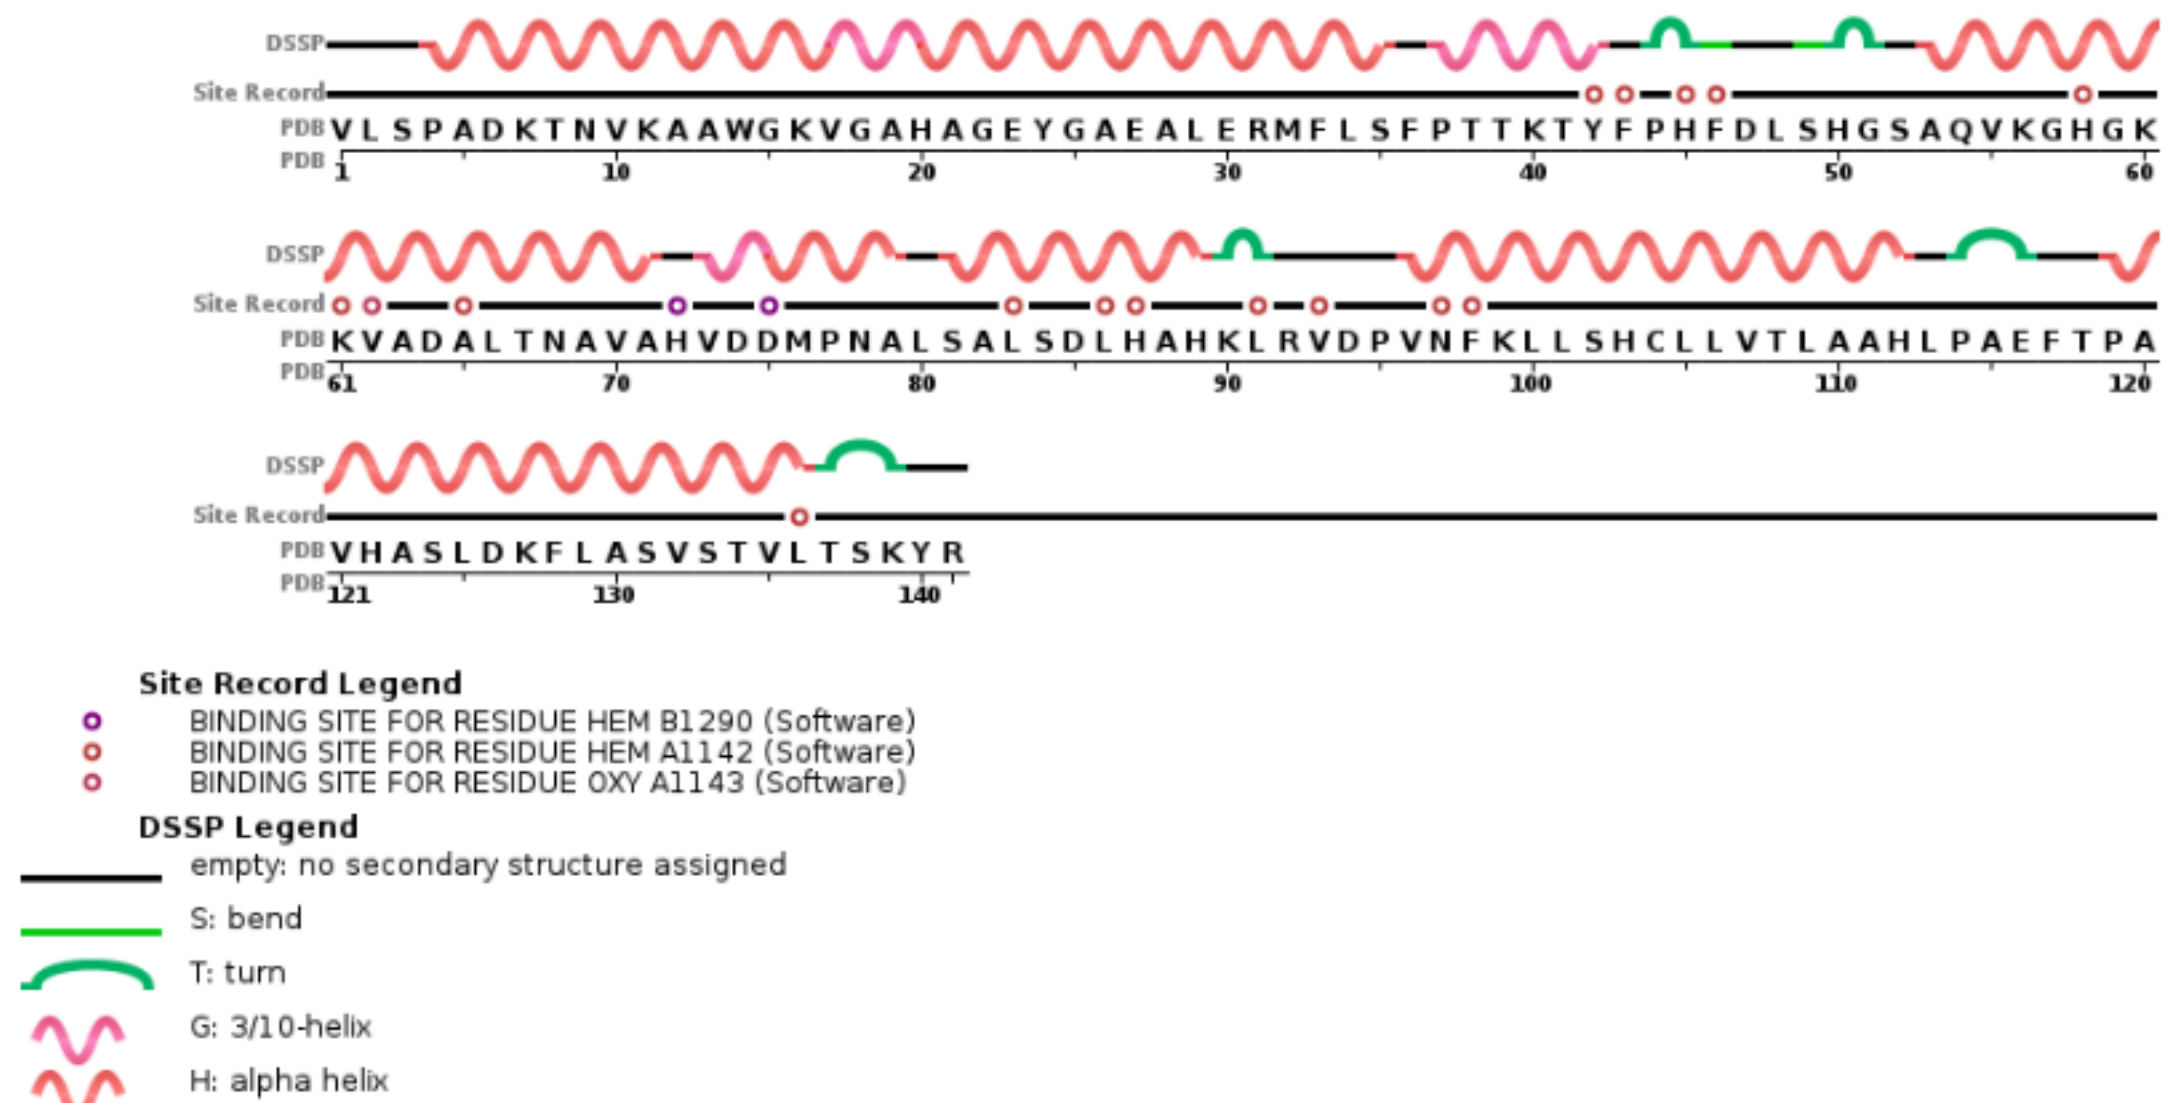 DSSP
Site Record
PDB VLSPADKTNVKAAWGKVGAHAGEYGAEALERMFLSFPTTKTYFPHFDLSHGSAQVKGHGK
PDB 1 10 20 30 40 50 60
DSSP
Site Record
PDB KVADALTNAVAHVDDMPNALSALSDLHAHKLRVDPVNFKLLSHCLLVTLAAHLPAEFTPA
PDB 61 70 80 90 100 110 120
DSSP
Site Record
PDB VHASLDKFLASVSTVLTSKYR
PDB 121 130 140
Site Record Legend
BINDING SITE FOR RESIDUE HEM B1290 (Software)
BINDING SITE FOR RESIDUE HEM A1142 (Software)
BINDING SITE FOR RESIDUE OXY A1143 (Software)
DSSP Legend
empty: no secondary structure assigned
S: bend
T: turn
G: 3/10-helix
H: alpha helix